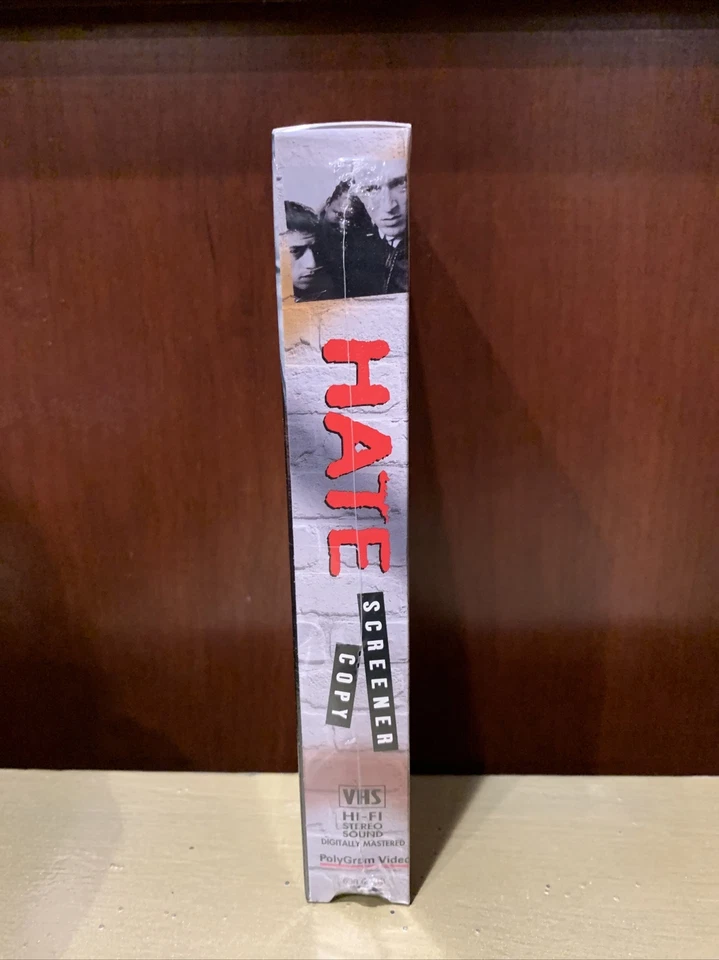 HATE
SCREENER
COPY
VHS
HI-FI
STEREO
SOUND
DIGITALLY MASTERED
PolyGram Video